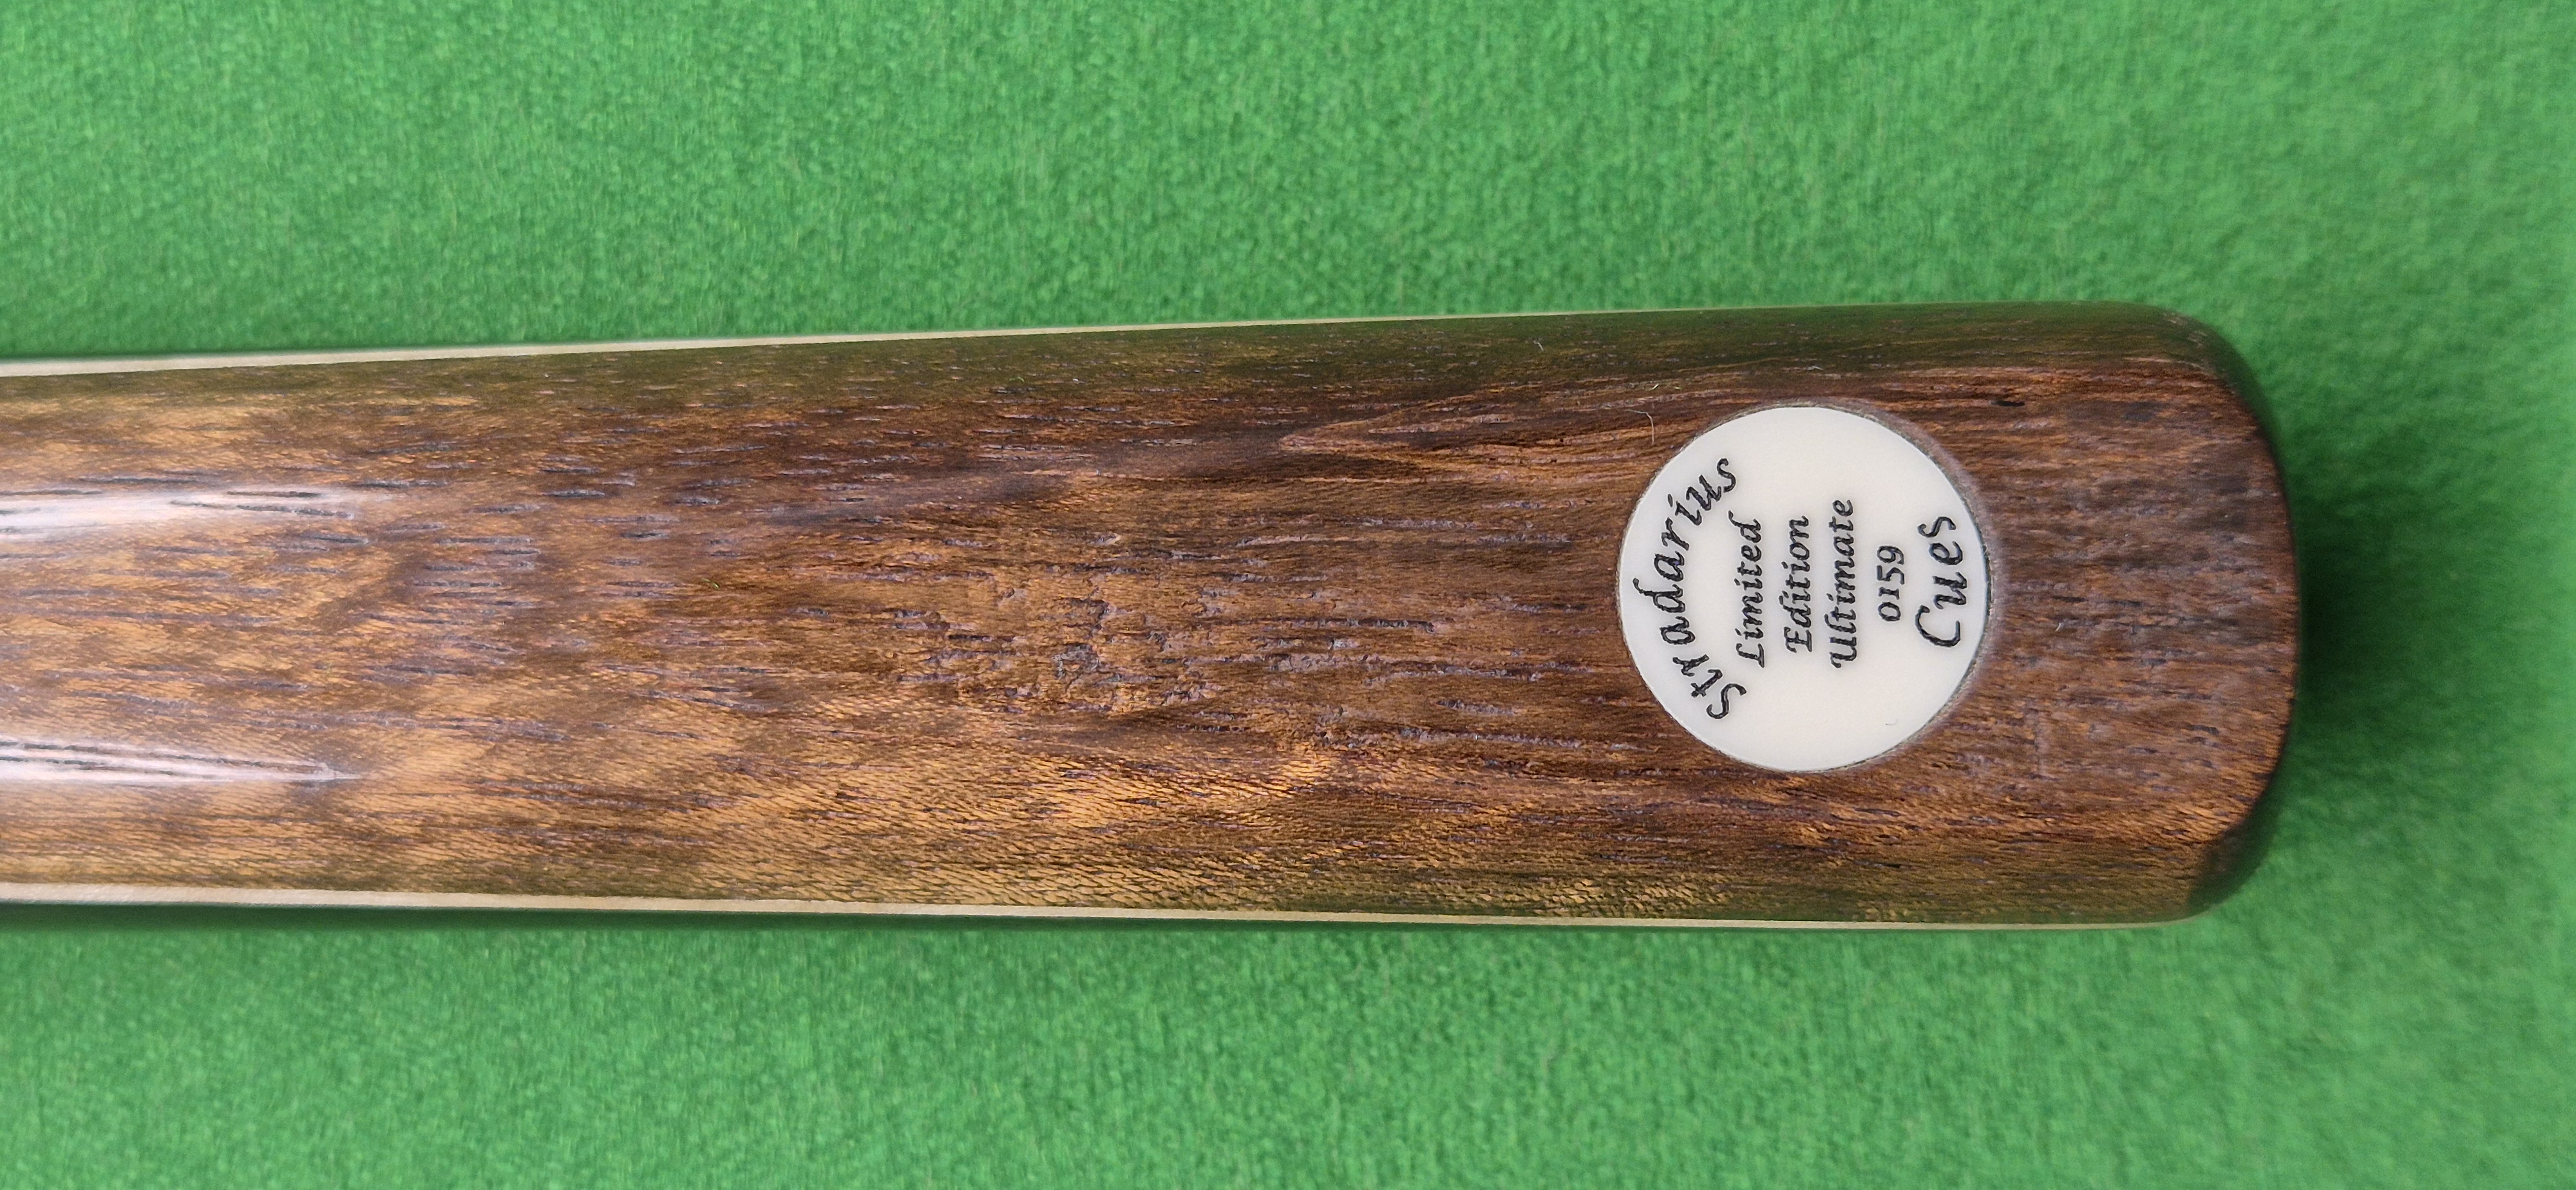 Stradarius
Limited
Edition
Ultimate
0159
Cues